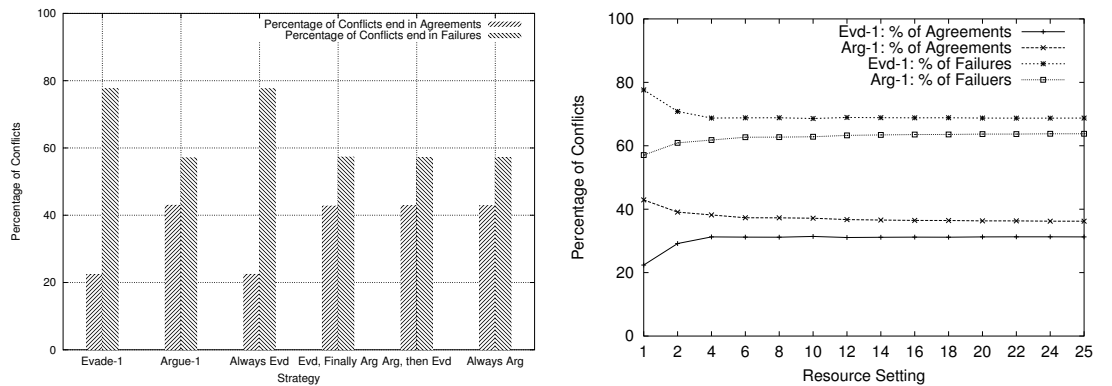 Percentage of Conflicts end in Agreements
Percentage of Conflicts end in Failures
100
80
60
40
20
0
Percentage of Conflicts
Evade-1 Argue-1 Always Evd Evd, Finally Arg Arg, then Evd Always Arg
Strategy
Evd-1: % of Agreements
Arg-1: % of Agreements
Evd-1: % of Failures
Arg-1: % of Failuers
100
80
60
40
20
0
Percentage of Conflicts
1 2 4 6 8 10 12 14 16 18 20 22 24 25
Resource Setting